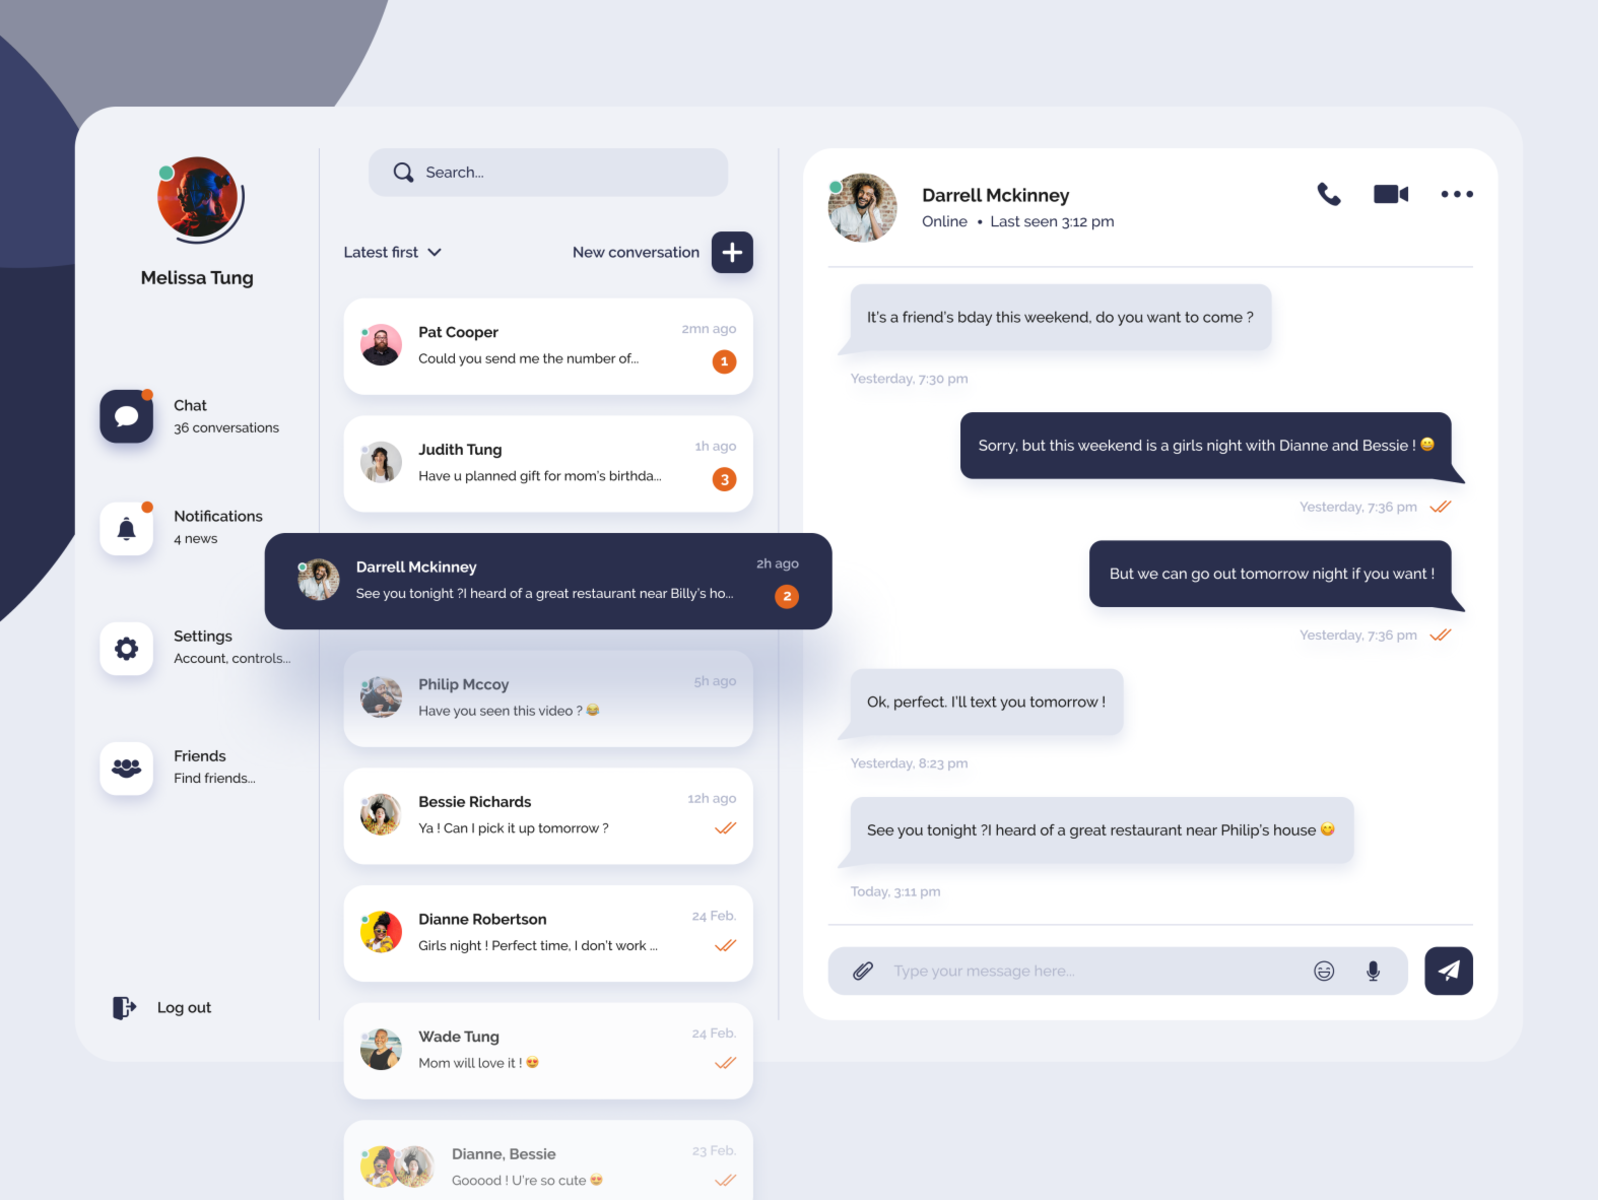 Melissa Tung
Chat
36 conversations
Notifications
4 news
Settings
Account, controls...
Friends
Find friends...
Log out
Search...
Latest first
New conversation
Pat Cooper
2mn ago
Could you send me the number of...
1
Judith Tung
1h ago
Have u planned gift for mom's birthda...
3
Darrell Mckinney
2h ago
See you tonight ?I heard of a great restaurant near Billy's ho...
2
Philip Mccoy
5h ago
Have you seen this video ? 😂
Bessie Richards
12h ago
Ya ! Can I pick it up tomorrow ?
Dianne Robertson
24 Feb.
Girls night ! Perfect time, I don't work ...
Wade Tung
24 Feb.
Mom will love it ! 😍
Dianne, Bessie
23 Feb.
Gooood ! U're so cute 😍
Darrell Mckinney
Online • Last seen 3:12 pm
It's a friend's bday this weekend, do you want to come ?
Yesterday, 7:30 pm
Sorry, but this weekend is a girls night with Dianne and Bessie ! 😀
Yesterday, 7:36 pm
But we can go out tomorrow night if you want !
Yesterday, 7:36 pm
Ok, perfect. I'll text you tomorrow !
Yesterday, 8:23 pm
See you tonight ?I heard of a great restaurant near Philip's house 😋
Today, 3:11 pm
Type your message here...